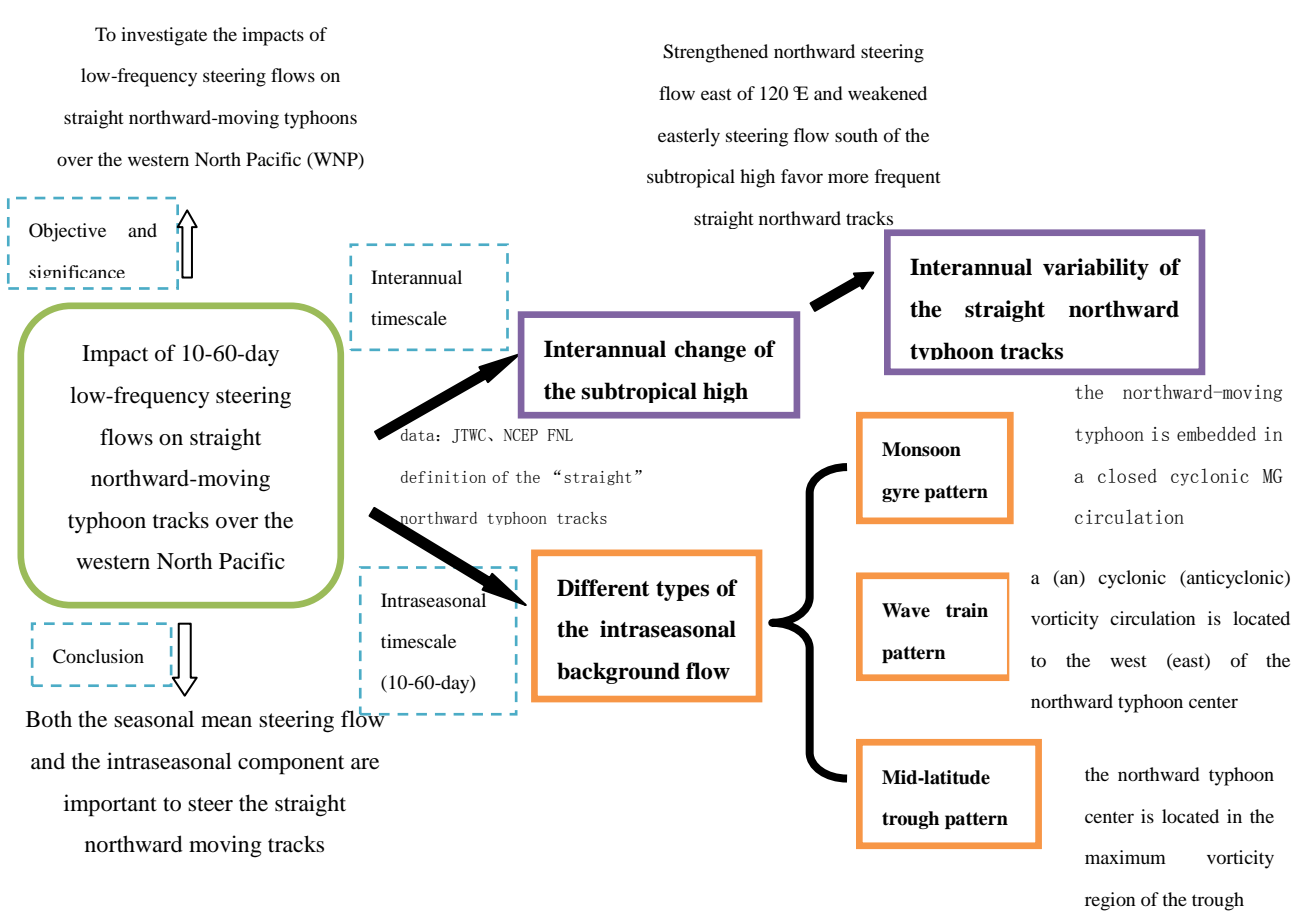 To investigate the impacts of
low-frequency steering flows on
straight northward-moving typhoons
over the western North Pacific (WNP)
Strengthened northward steering
flow east of 120 °E and weakened
easterly steering flow south of the
subtropical high favor more frequent
straight northward tracks
Objective and
significance
Interannual
timescale
Interannual variability of
the straight northward
typhoon tracks
Impact of 10-60-day
low-frequency steering
flows on straight
northward-moving
typhoon tracks over the
western North Pacific
Interannual change of
the subtropical high
data: JTWC、NCEP FNL
definition of the “straight”
northward typhoon tracks
Monsoon
gyre pattern
the northward-moving
typhoon is embedded in
a closed cyclonic MG
circulation
Intraseasonal
timescale
(10-60-day)
Different types of
the intraseasonal
background flow
Wave train
pattern
a (an) cyclonic (anticyclonic)
vorticity circulation is located
to the west (east) of the
northward typhoon center
Conclusion
Both the seasonal mean steering flow
and the intraseasonal component are
important to steer the straight
northward moving tracks
Mid-latitude
trough pattern
the northward typhoon
center is located in the
maximum vorticity
region of the trough